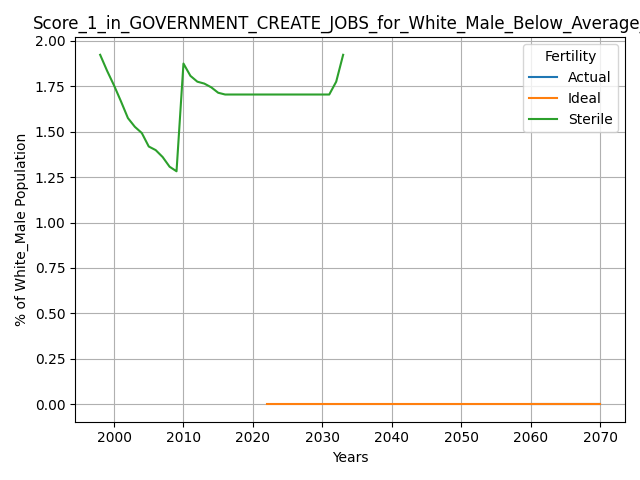 Score_1_in_GOVERNMENT_CREATE_JOBS_for_White_Male_Below_Average_
Fertility
Actual
Ideal
Sterile
% of White_Male Population
2.00
1.75
1.50
1.25
1.00
0.75
0.50
0.25
0.00
2000 2010 2020 2030 2040 2050 2060 2070
Years